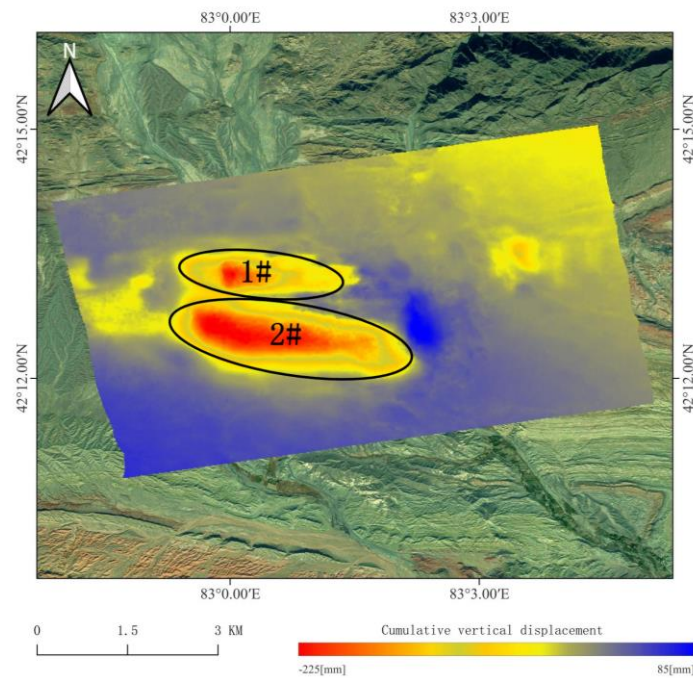 83°0.00′E 83°3.00′E
N
42°15.00′N 42°15.00′N
1#
2#
42°12.00′N 42°12.00′N
83°0.00′E 83°3.00′E
0 1.5 3 KM
Cumulative vertical displacement
-225[mm] 85[mm]